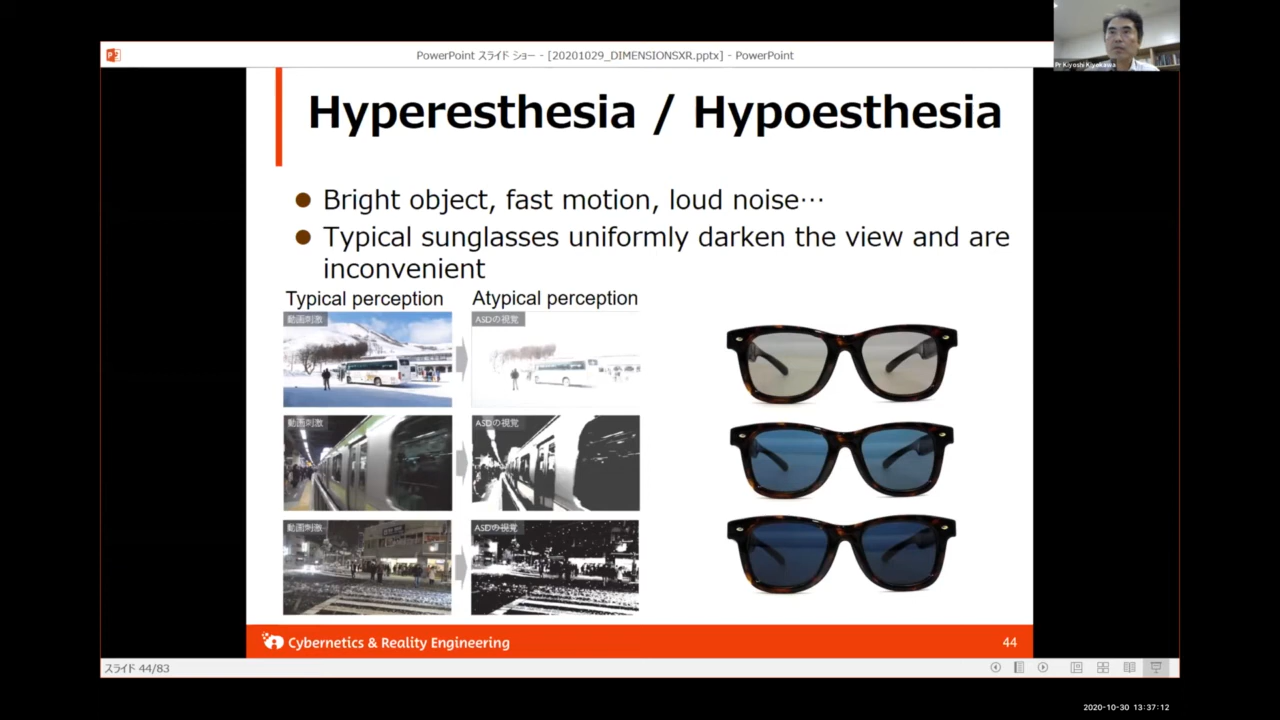 PowerPoint スライド ショー - [20201029_DIMENSIONSXR.pptx] - PowerPoint
Pr Kiyoshi Kiyokawa
Hyperesthesia / Hypoesthesia
Bright object, fast motion, loud noise…
Typical sunglasses uniformly darken the view and are
inconvenient
Typical perception
Atypical perception
動画刺激
ASDの視覚
動画刺激
ASDの視覚
動画刺激
ASDの視覚
Cybernetics & Reality Engineering
44
スライド 44/83
2020-10-30 13:37:12